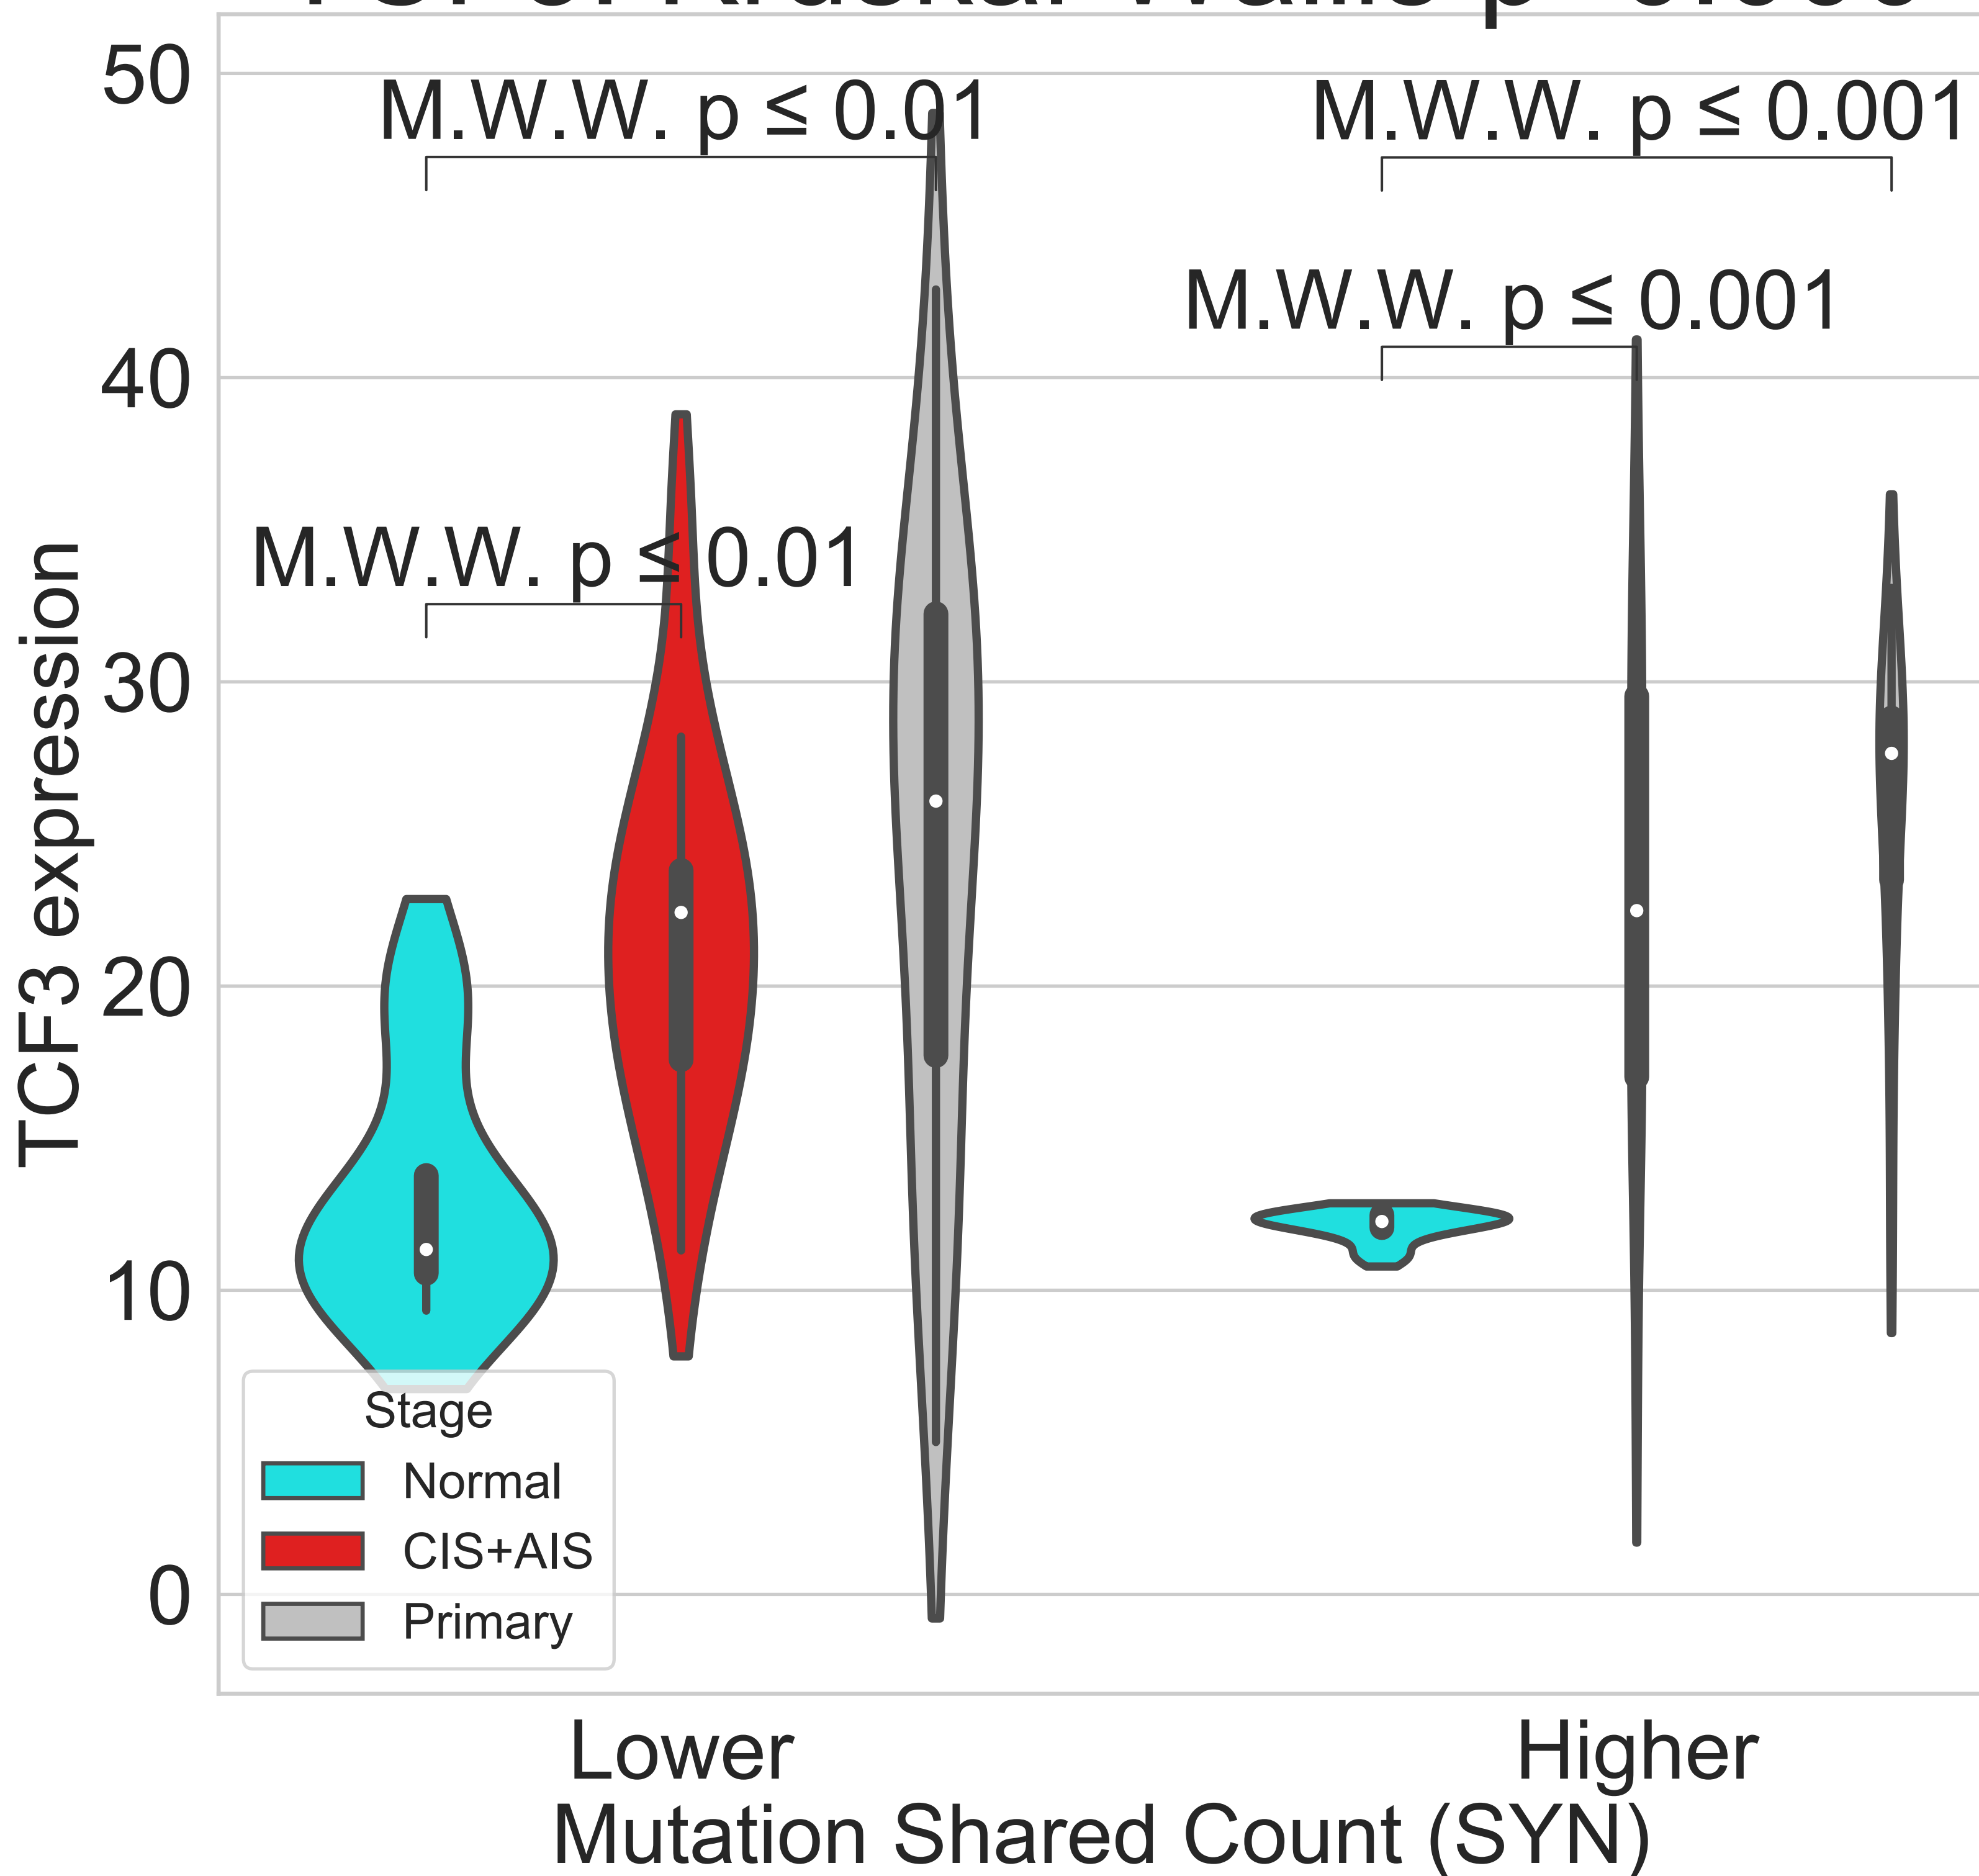 50
M.W.W. p ≤ 0.01
M.W.W. p ≤ 0.001
M.W.W. p ≤ 0.001
40
M.W.W. p ≤ 0.01
30
20
10
0
TCF3 expression
Stage
Normal
CIS+AIS
Primary
Lower
Higher
Mutation Shared Count (SYN)